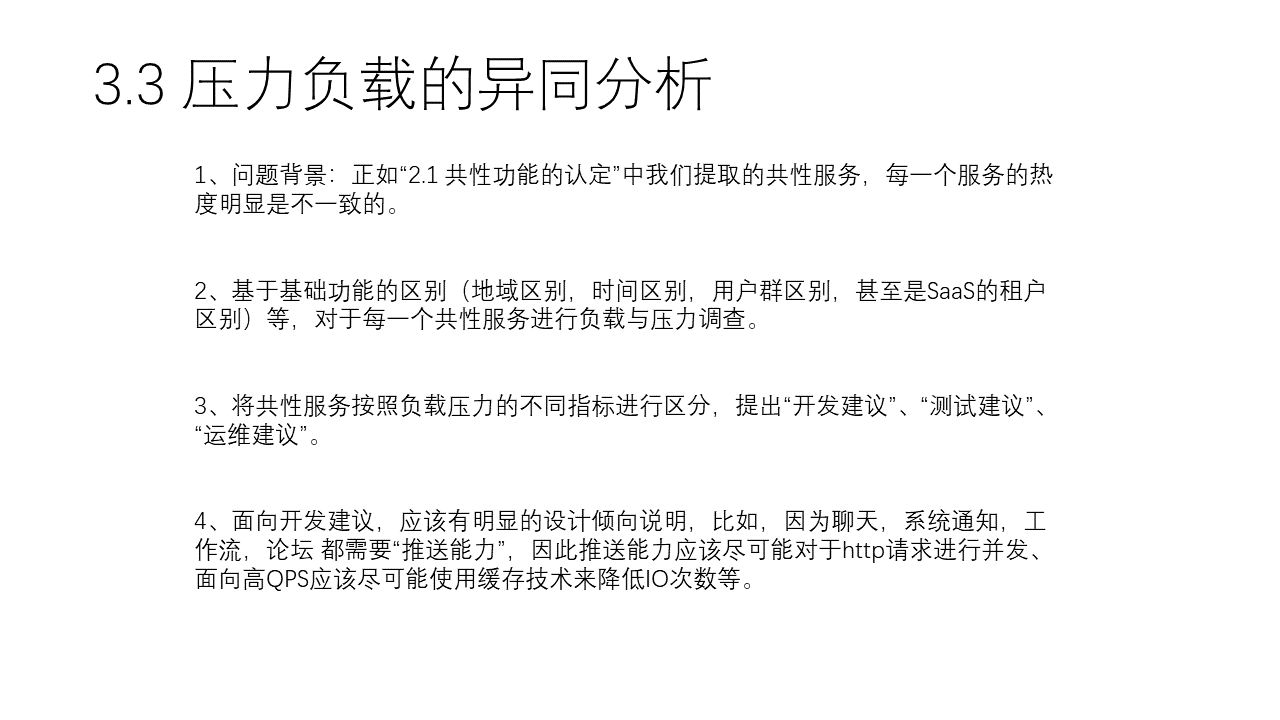 3.3 压力负载的异同分析
1、问题背景：正如“2.1 共性功能的认定”中我们提取的共性服务，每一个服务的热
度明显是不一致的。
2、基于基础功能的区别（地域区别，时间区别，用户群区别，甚至是SaaS的租户
区别）等，对于每一个共性服务进行负载与压力调查。
3、将共性服务按照负载压力的不同指标进行区分，提出“开发建议”、“测试建议”、
“运维建议”。
4、面向开发建议，应该有明显的设计倾向说明，比如，因为聊天，系统通知，工
作流，论坛 都需要“推送能力”，因此推送能力应该尽可能对于http请求进行并发、
面向高QPS应该尽可能使用缓存技术来降低IO次数等。